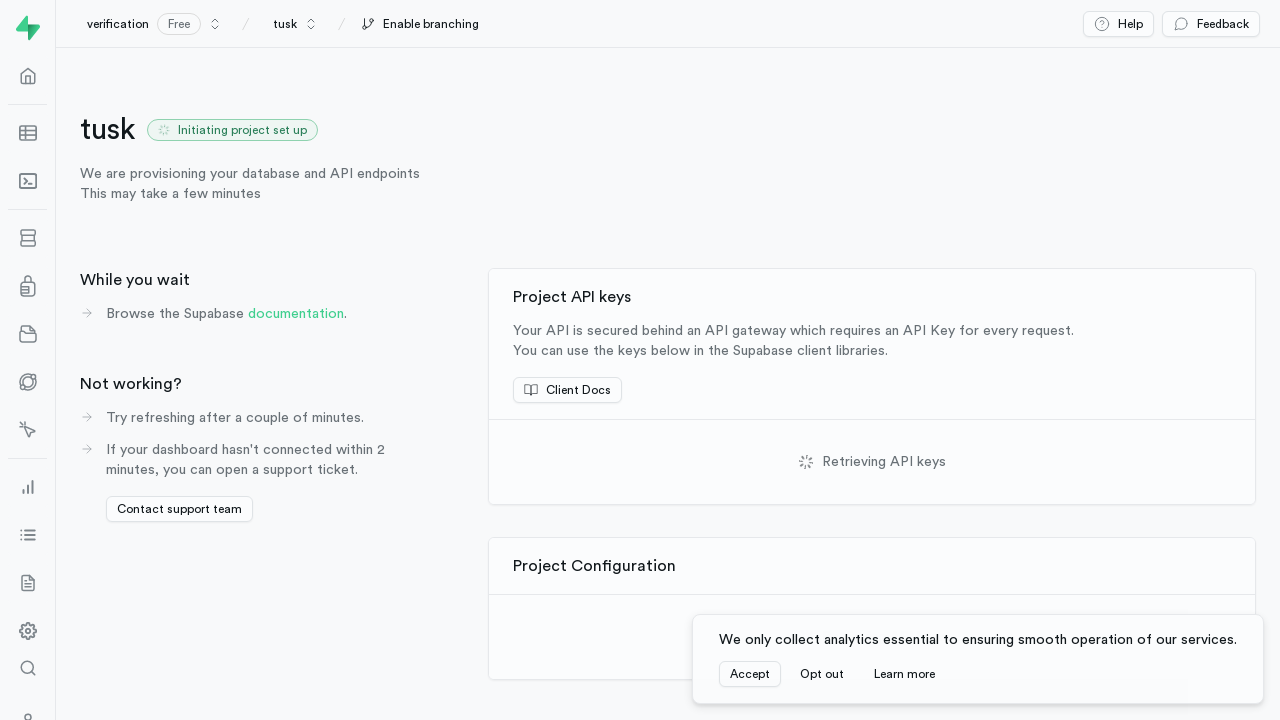 verification Free / tusk / Enable branching Help Feedback
tusk Initiating project set up
We are provisioning your database and API endpoints
This may take a few minutes
While you wait
Browse the Supabase documentation.
Not working?
Try refreshing after a couple of minutes.
If your dashboard hasn't connected within 2
minutes, you can open a support ticket.
Contact support team
Project API keys
Your API is secured behind an API gateway which requires an API Key for every request.
You can use the keys below in the Supabase client libraries.
Client Docs
Retrieving API keys
Project Configuration
We only collect analytics essential to ensuring smooth operation of our services.
Accept Opt out Learn more